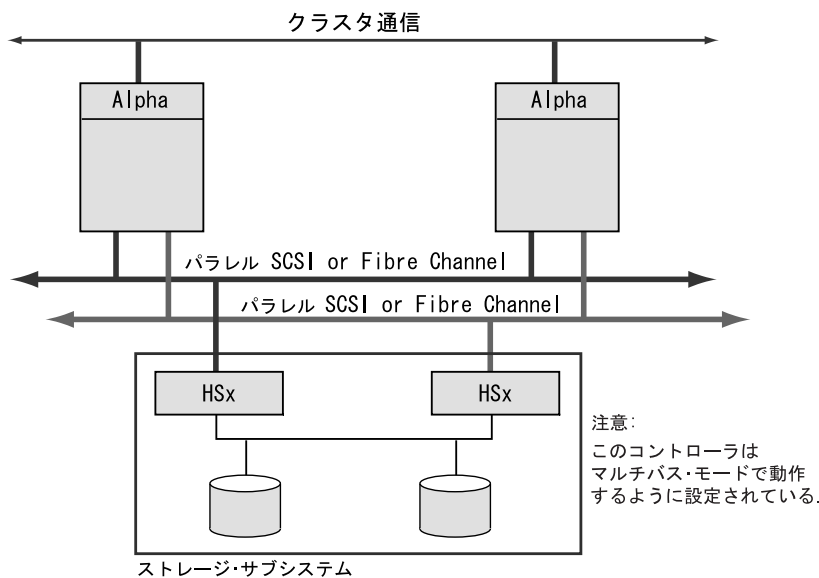 クラスタ通信
Alpha
Alpha
パラレル SCSI or Fibre Channel
パラレル SCSI or Fibre Channel
HSx
HSx
注意:
このコントローラは
マルチバス・モードで動作
するように設定されている.
ストレージ・サブシステム